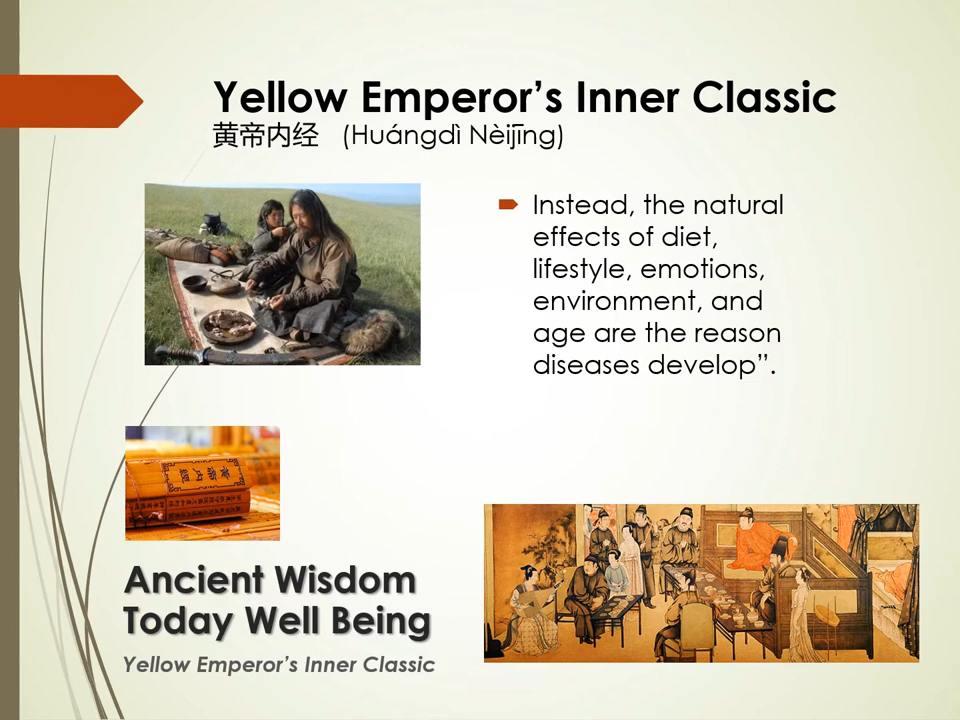 Yellow Emperor’s Inner Classic
黄帝内经 (Huángdì Nèijīng)
Instead, the natural
effects of diet,
lifestyle, emotions,
environment, and
age are the reason
diseases develop”.
Ancient Wisdom
Today Well Being
Yellow Emperor’s Inner Classic